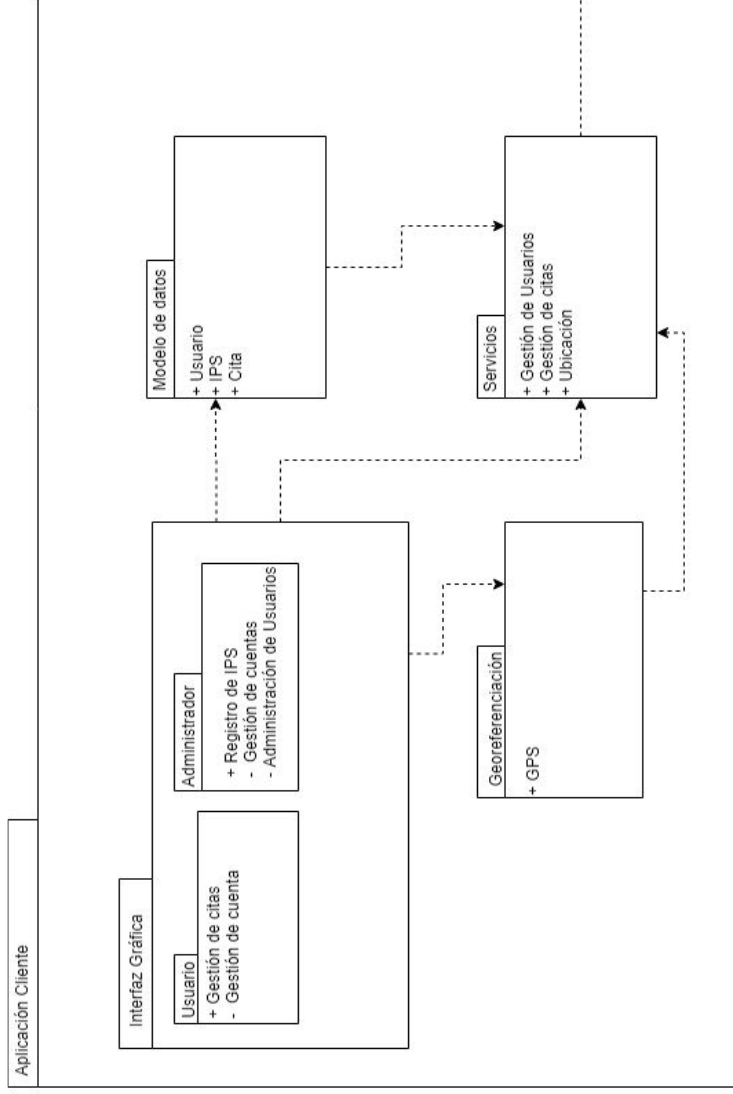 Aplicación Cliente
Interfaz Gráfica
Usuario
+ Gestión de citas
- Gestión de cuenta
Administrador
+ Registro de IPS
- Gestión de cuentas
- Administración de Usuarios
Modelo de datos
+ Usuario
+ IPS
+ Cita
Georeferenciación
+ GPS
Servicios
+ Gestión de Usuarios
+ Gestión de citas
+ Ubicación